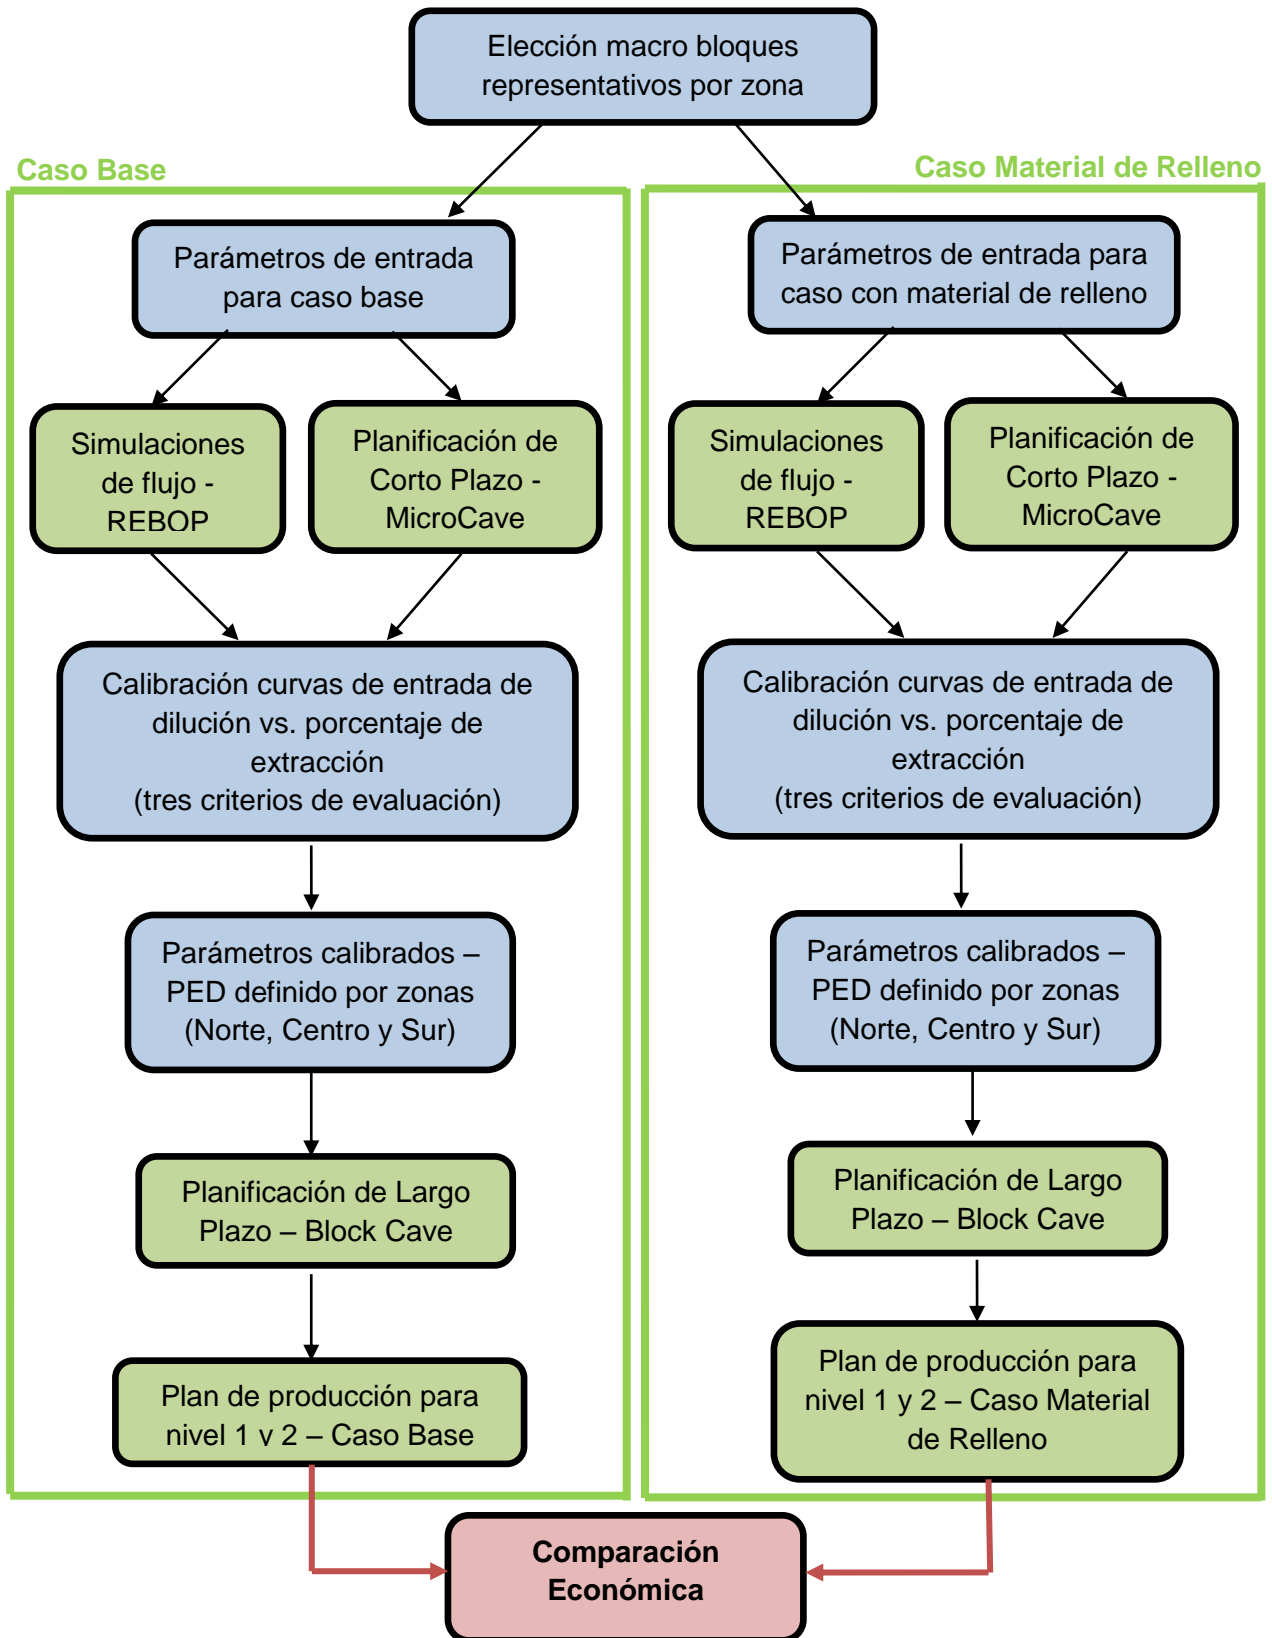 Elección macro bloques
representativos por zona
Caso Base
Caso Material de Relleno
Parámetros de entrada
para caso base
Parámetros de entrada para
caso con material de relleno
Simulaciones
de flujo -
REBOP
Planificación de
Corto Plazo -
MicroCave
Simulaciones
de flujo -
REBOP
Planificación de
Corto Plazo -
MicroCave
Calibración curvas de entrada de
dilución vs. porcentaje de
extracción
(tres criterios de evaluación)
Calibración curvas de entrada de
dilución vs. porcentaje de
extracción
(tres criterios de evaluación)
Parámetros calibrados –
PED definido por zonas
(Norte, Centro y Sur)
Parámetros calibrados –
PED definido por zonas
(Norte, Centro y Sur)
Planificación de Largo
Plazo – Block Cave
Planificación de Largo
Plazo – Block Cave
Plan de producción para
nivel 1 y 2 – Caso Base
Plan de producción para
nivel 1 y 2 – Caso Material
de Relleno
Comparación
Económica